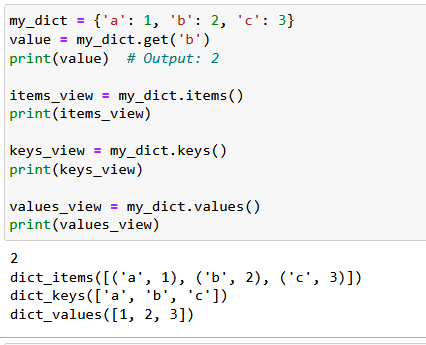 my_dict = {'a': 1, 'b': 2, 'c': 3}
value = my_dict.get('b')
print(value)  # Output: 2
items_view = my_dict.items()
print(items_view)
keys_view = my_dict.keys()
print(keys_view)
values_view = my_dict.values()
print(values_view)
2
dict_items([('a', 1), ('b', 2), ('c', 3)])
dict_keys(['a', 'b', 'c'])
dict_values([1, 2, 3])